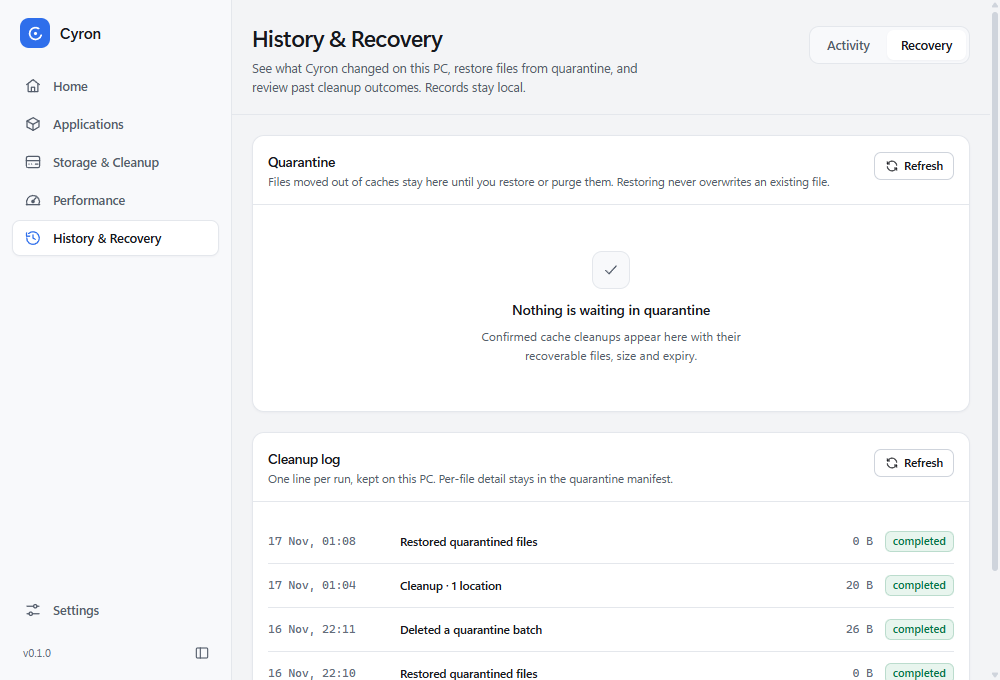 Cyron
Home
Applications
Storage & Cleanup
Performance
History & Recovery
Settings
v0.1.0
History & Recovery
See what Cyron changed on this PC, restore files from quarantine, and
review past cleanup outcomes. Records stay local.
Activity
Recovery
Quarantine
Files moved out of caches stay here until you restore or purge them. Restoring never overwrites an existing file.
Refresh
Nothing is waiting in quarantine
Confirmed cache cleanups appear here with their
recoverable files, size and expiry.
Cleanup log
One line per run, kept on this PC. Per-file detail stays in the quarantine manifest.
Refresh
17 Nov, 01:08 Restored quarantined files 0 B completed
17 Nov, 01:04 Cleanup · 1 location 20 B completed
16 Nov, 22:11 Deleted a quarantine batch 26 B completed
16 Nov, 22:10 Restored quarantined files 0 B completed